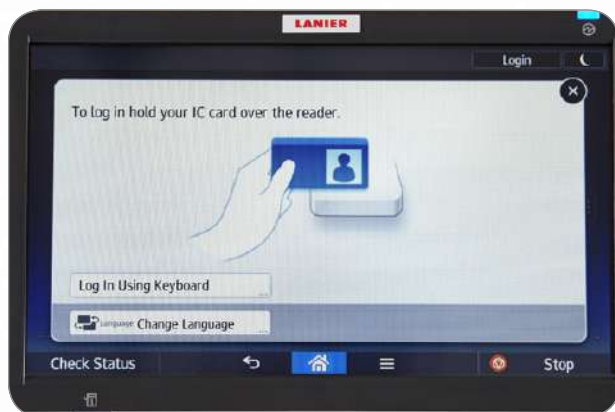 LANIER
Login
To log in hold your IC card over the reader.
Log In Using Keyboard
Language Change Language
Check Status
Stop